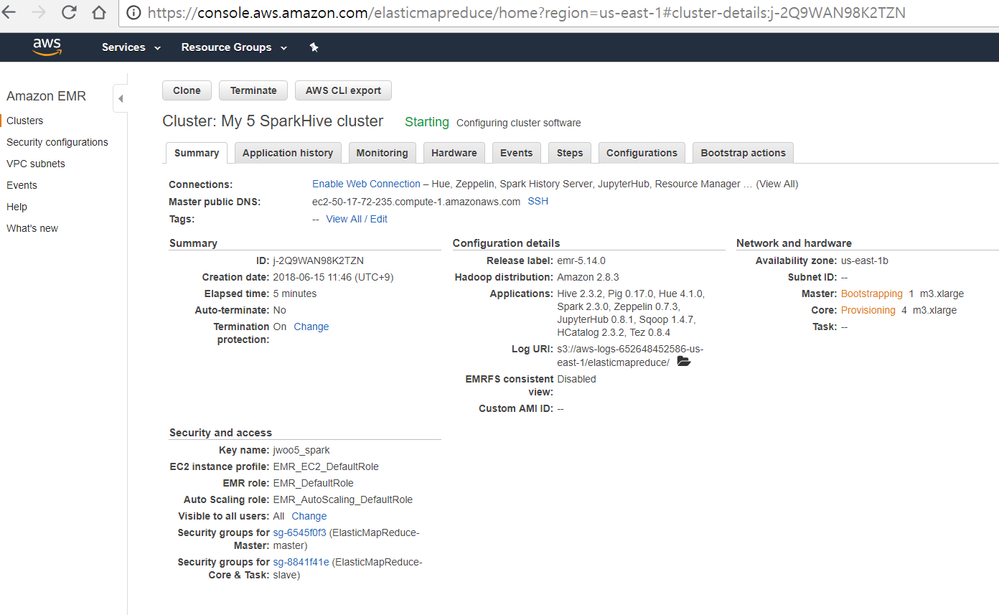 https://console.aws.amazon.com/elasticmapreduce/home?region=us-east-1#cluster-details:j-2Q9WAN98K2TZN
aws Services Resource Groups
Amazon EMR
Clusters
Security configurations
VPC subnets
Events
Help
What's new
Clone Terminate AWS CLI export
Cluster: My 5 SparkHive cluster Starting Configuring cluster software
Summary Application history Monitoring Hardware Events Steps Configurations Bootstrap actions
Connections: Enable Web Connection – Hue, Zeppelin, Spark History Server, JupyterHub, Resource Manager … (View All)
Master public DNS: ec2-50-17-72-235.compute-1.amazonaws.com SSH
Tags: -- View All / Edit
Summary
ID: j-2Q9WAN98K2TZN
Creation date: 2018-06-15 11:46 (UTC+9)
Elapsed time: 5 minutes
Auto-terminate: No
Termination On Change
protection:
Configuration details
Release label: emr-5.14.0
Hadoop distribution: Amazon 2.8.3
Applications: Hive 2.3.2, Pig 0.17.0, Hue 4.1.0,
Spark 2.3.0, Zeppelin 0.7.3,
JupyterHub 0.8.1, Sqoop 1.4.7,
HCatalog 2.3.2, Tez 0.8.4
Log URI: s3://aws-logs-652648452586-us-
east-1/elasticmapreduce/
EMRFS consistent Disabled
view:
Custom AMI ID: --
Network and hardware
Availability zone: us-east-1b
Subnet ID: --
Master: Bootstrapping 1 m3.xlarge
Core: Provisioning 4 m3.xlarge
Task: --
Security and access
Key name: jwoo5_spark
EC2 instance profile: EMR_EC2_DefaultRole
EMR role: EMR_DefaultRole
Auto Scaling role: EMR_AutoScaling_DefaultRole
Visible to all users: All Change
Security groups for sg-6545f0f3 (ElasticMapReduce-
Master: master)
Security groups for sg-8841f41e (ElasticMapReduce-
Core & Task: slave)